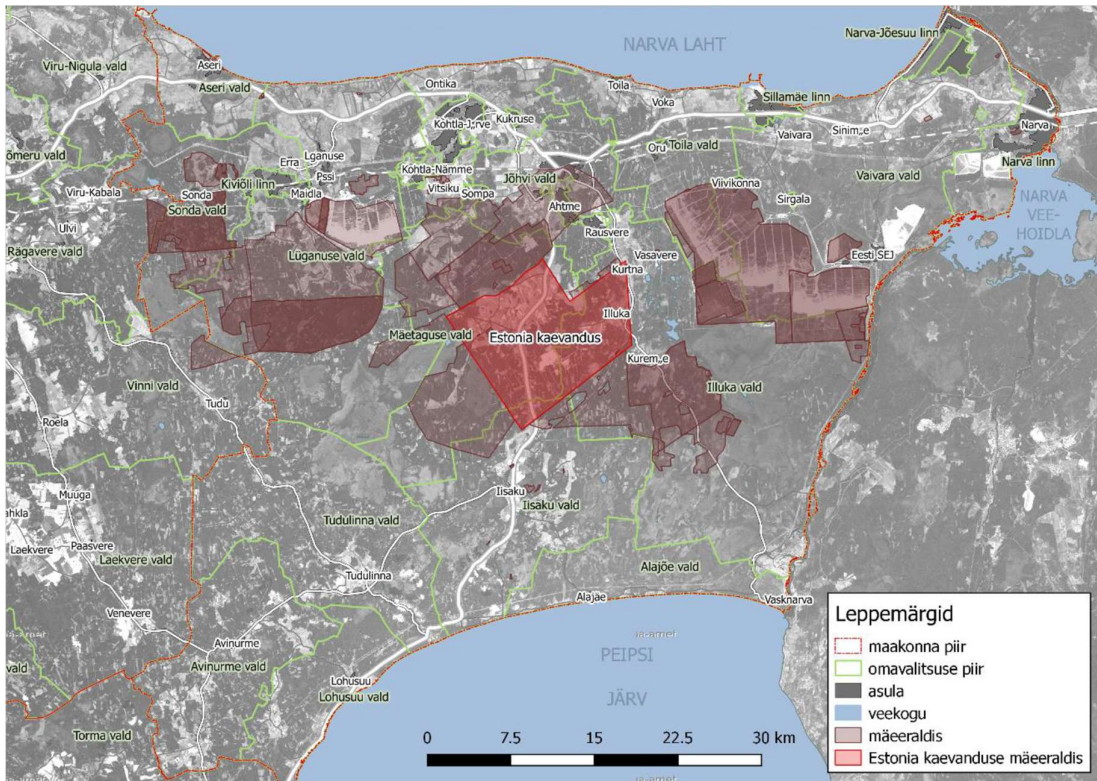 NARVA LAHT
Narva-Jõesuu linn
Viru-Nigula vald
Aseri
Aseri vald
Ontika
Toila
Voka
Sillamäe linn
Kohtla-J„rve
Kukruse
Vaivara
Sinim„e
Narva
Narva linn
Erra
Lganuse
Pssi
Kohtla-Nämme
Oru
Toila vald
Vaivara vald
Sonda
Kiviõli linn
Maidla
Vitsiku
Sompa
Jõhvi vald
Viivikonna
Sirgala
NARVA
VEE-
HOIDLA
Viru-Kabala
Sonda vald
Ahtme
Ulvi
Rausvere
Rägavere vald
Lüganuse vald
Vasavere
Eesti SEJ
Kurtna
Illuka
Mäetaguse vald
Estonia kaevandus
Kurem„e
Vinni vald
Illuka vald
Tudu
Roela
Iisaku
Muuga
Iisaku vald
Tudulinna vald
Laekvere
Paasvere
Laekvere vald
Alajõe vald
Tudulinna
Alajäe
Vasknarva
Venevere
Avinurme
Avinurme vald
PEIPSI
JÄRV
Lohusuu
Lohusuu vald
Torma vald
0 7.5 15 22.5 30 km
Leppemärgid
maakonna piir
omavalitsuse piir
asula
veekogu
mäeeraldis
Estonia kaevanduse mäeeraldis